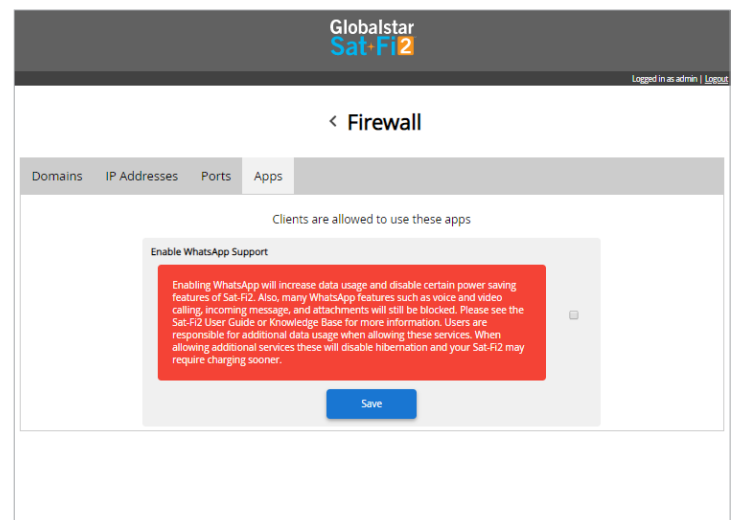 Globalstar
Sat-Fi2
Logged in as admin | Logout
< Firewall
Domains IP Addresses Ports Apps
Clients are allowed to use these apps
Enable WhatsApp Support
Enabling WhatsApp will increase data usage and disable certain power saving
features of Sat-Fi2. Also, many WhatsApp features such as voice and video
calling, incoming message, and attachments will still be blocked. Please see the
Sat-Fi2 User Guide or Knowledge Base for more information. Users are
responsible for additional data usage when allowing these services. When
allowing additional services these will disable hibernation and your Sat-Fi2 may
require charging sooner.
Save